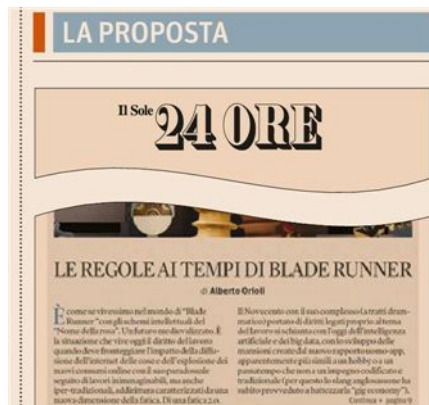 LA PROPOSTA
Il Sole
24 ORE
LE REGOLE AI TEMPI DI BLADE RUNNER
di Alberto Orioli
È come se vivessimo nel mondo di "Blade
Runner" con gli schemi intellettuali del
"Nome della rosa". Un futuro medievalizzato. È
la situazione che vive oggi il diritto del lavoro
quando deve fronteggiare l'impatto della diffu-
sione dell'internet delle cose e dell'esplosione dei
nuovi consumi online con il suo paradossale
seguito di lavori inimmaginabili, ma anche
iper-tradizionali, addirittura caratterizzati da una
nuova dimensione della fatica. Di una fatica 2.0.
Il Novecento con il suo complesso (a tratti dram-
matico) portato di diritti legati proprio al tema
del lavoro si schianta con l'oggi dell'intelligenza
artificiale e dei big data, con lo sviluppo delle
mansioni create dal nuovo rapporto uomo-app,
apparentemente più simili a un hobby o a un
passatempo che non a un impegno codificato e
tradizionale (per questo lo slang anglosassone ha
subito provveduto a battezzarla "gig economy").
Continua > pagina 9